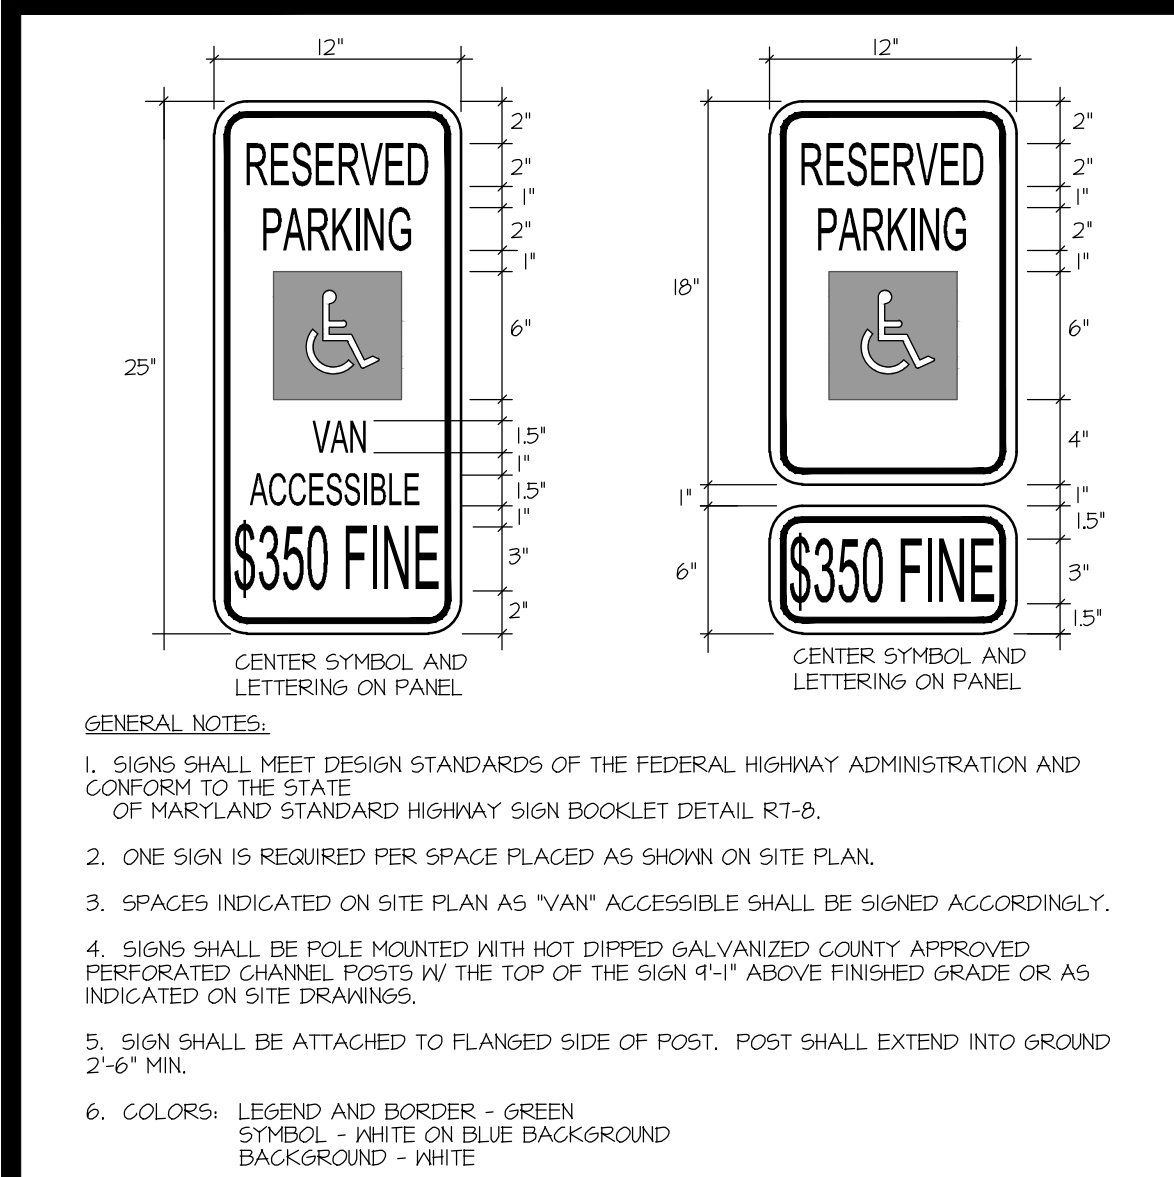 12"
2"
RESERVED
2"
1"
PARKING
2"
1"
6"
25"
VAN
1.5"
1"
ACCESSIBLE
1.5"
1"
$350 FINE
3"
2"
CENTER SYMBOL AND
LETTERING ON PANEL
12"
2"
RESERVED
2"
1"
PARKING
2"
1"
18"
6"
4"
1"
1"
1.5"
6"
$350 FINE
3"
1.5"
CENTER SYMBOL AND
LETTERING ON PANEL
GENERAL NOTES:
1. SIGNS SHALL MEET DESIGN STANDARDS OF THE FEDERAL HIGHWAY ADMINISTRATION AND
CONFORM TO THE STATE
OF MARYLAND STANDARD HIGHWAY SIGN BOOKLET DETAIL R7-8.
2. ONE SIGN IS REQUIRED PER SPACE PLACED AS SHOWN ON SITE PLAN.
3. SPACES INDICATED ON SITE PLAN AS "VAN" ACCESSIBLE SHALL BE SIGNED ACCORDINGLY.
4. SIGNS SHALL BE POLE MOUNTED WITH HOT DIPPED GALVANIZED COUNTY APPROVED
PERFORATED CHANNEL POSTS W/ THE TOP OF THE SIGN 9'-1" ABOVE FINISHED GRADE OR AS
INDICATED ON SITE DRAWINGS.
5. SIGN SHALL BE ATTACHED TO FLANGED SIDE OF POST. POST SHALL EXTEND INTO GROUND
2'-6" MIN.
6. COLORS: LEGEND AND BORDER - GREEN
SYMBOL - WHITE ON BLUE BACKGROUND
BACKGROUND - WHITE